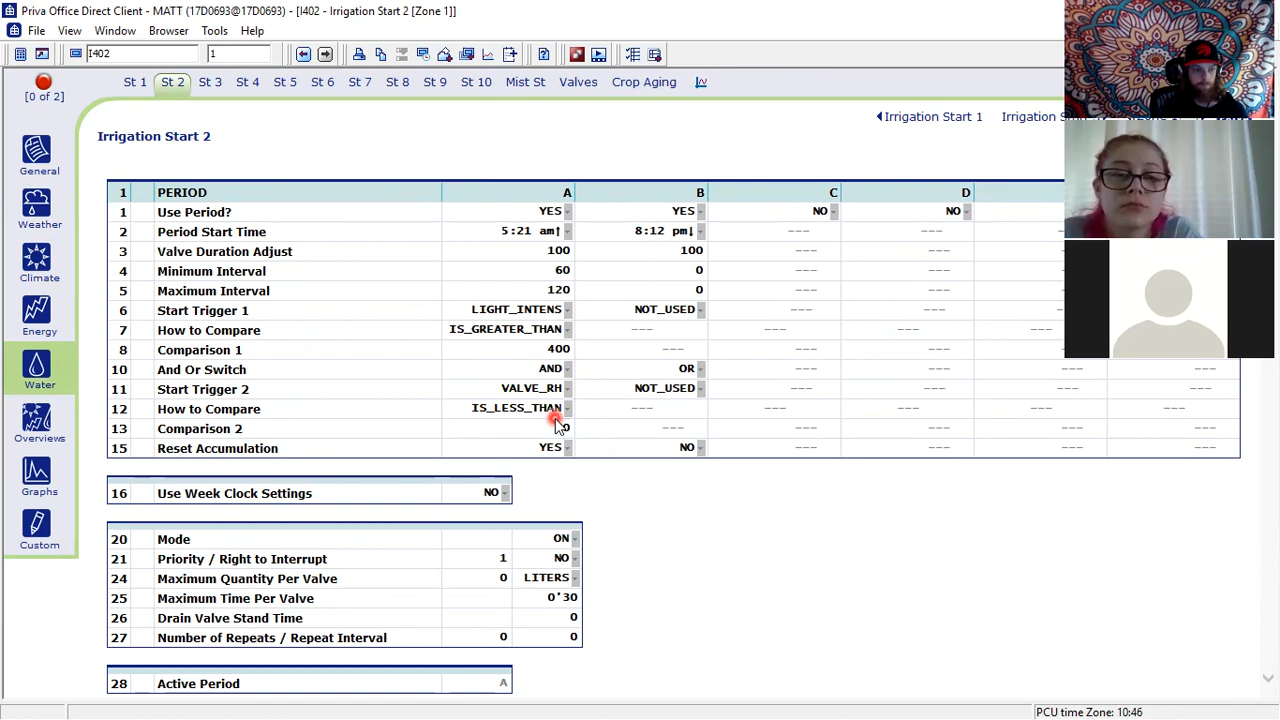 Priva Office Direct Client - MATT (17D0693@17D0693) - [I402 - Irrigation Start 2 [Zone 1]]
File View Window Browser Tools Help
I402 1
[0 of 2] St 1 St 2 St 3 St 4 St 5 St 6 St 7 St 8 St 9 St 10 Mist St Valves Crop Aging
Irrigation Start 1
Irrigation Start 2
General
Weather
Climate
Energy
Water
Overviews
Graphs
Custom
1 PERIOD A B C D
1 Use Period? YES YES NO NO
2 Period Start Time 5:21 am↑ 8:12 pm↓ --- --- --- ---
3 Valve Duration Adjust 100 100 --- --- --- ---
4 Minimum Interval 60 0 --- --- --- ---
5 Maximum Interval 120 0 --- --- --- ---
6 Start Trigger 1 LIGHT_INTENS NOT_USED --- --- --- ---
7 How to Compare IS_GREATER_THAN --- --- --- --- ---
8 Comparison 1 400 --- --- --- --- ---
10 And Or Switch AND OR --- --- --- ---
11 Start Trigger 2 VALVE_RH NOT_USED --- --- --- ---
12 How to Compare IS_LESS_THAN --- --- --- --- ---
13 Comparison 2 0 --- --- --- --- ---
15 Reset Accumulation YES NO --- --- --- ---
16 Use Week Clock Settings NO
20 Mode ON
21 Priority / Right to Interrupt 1 NO
24 Maximum Quantity Per Valve 0 LITERS
25 Maximum Time Per Valve 0'30
26 Drain Valve Stand Time 0
27 Number of Repeats / Repeat Interval 0 0
28 Active Period A
PCU time Zone: 10:46